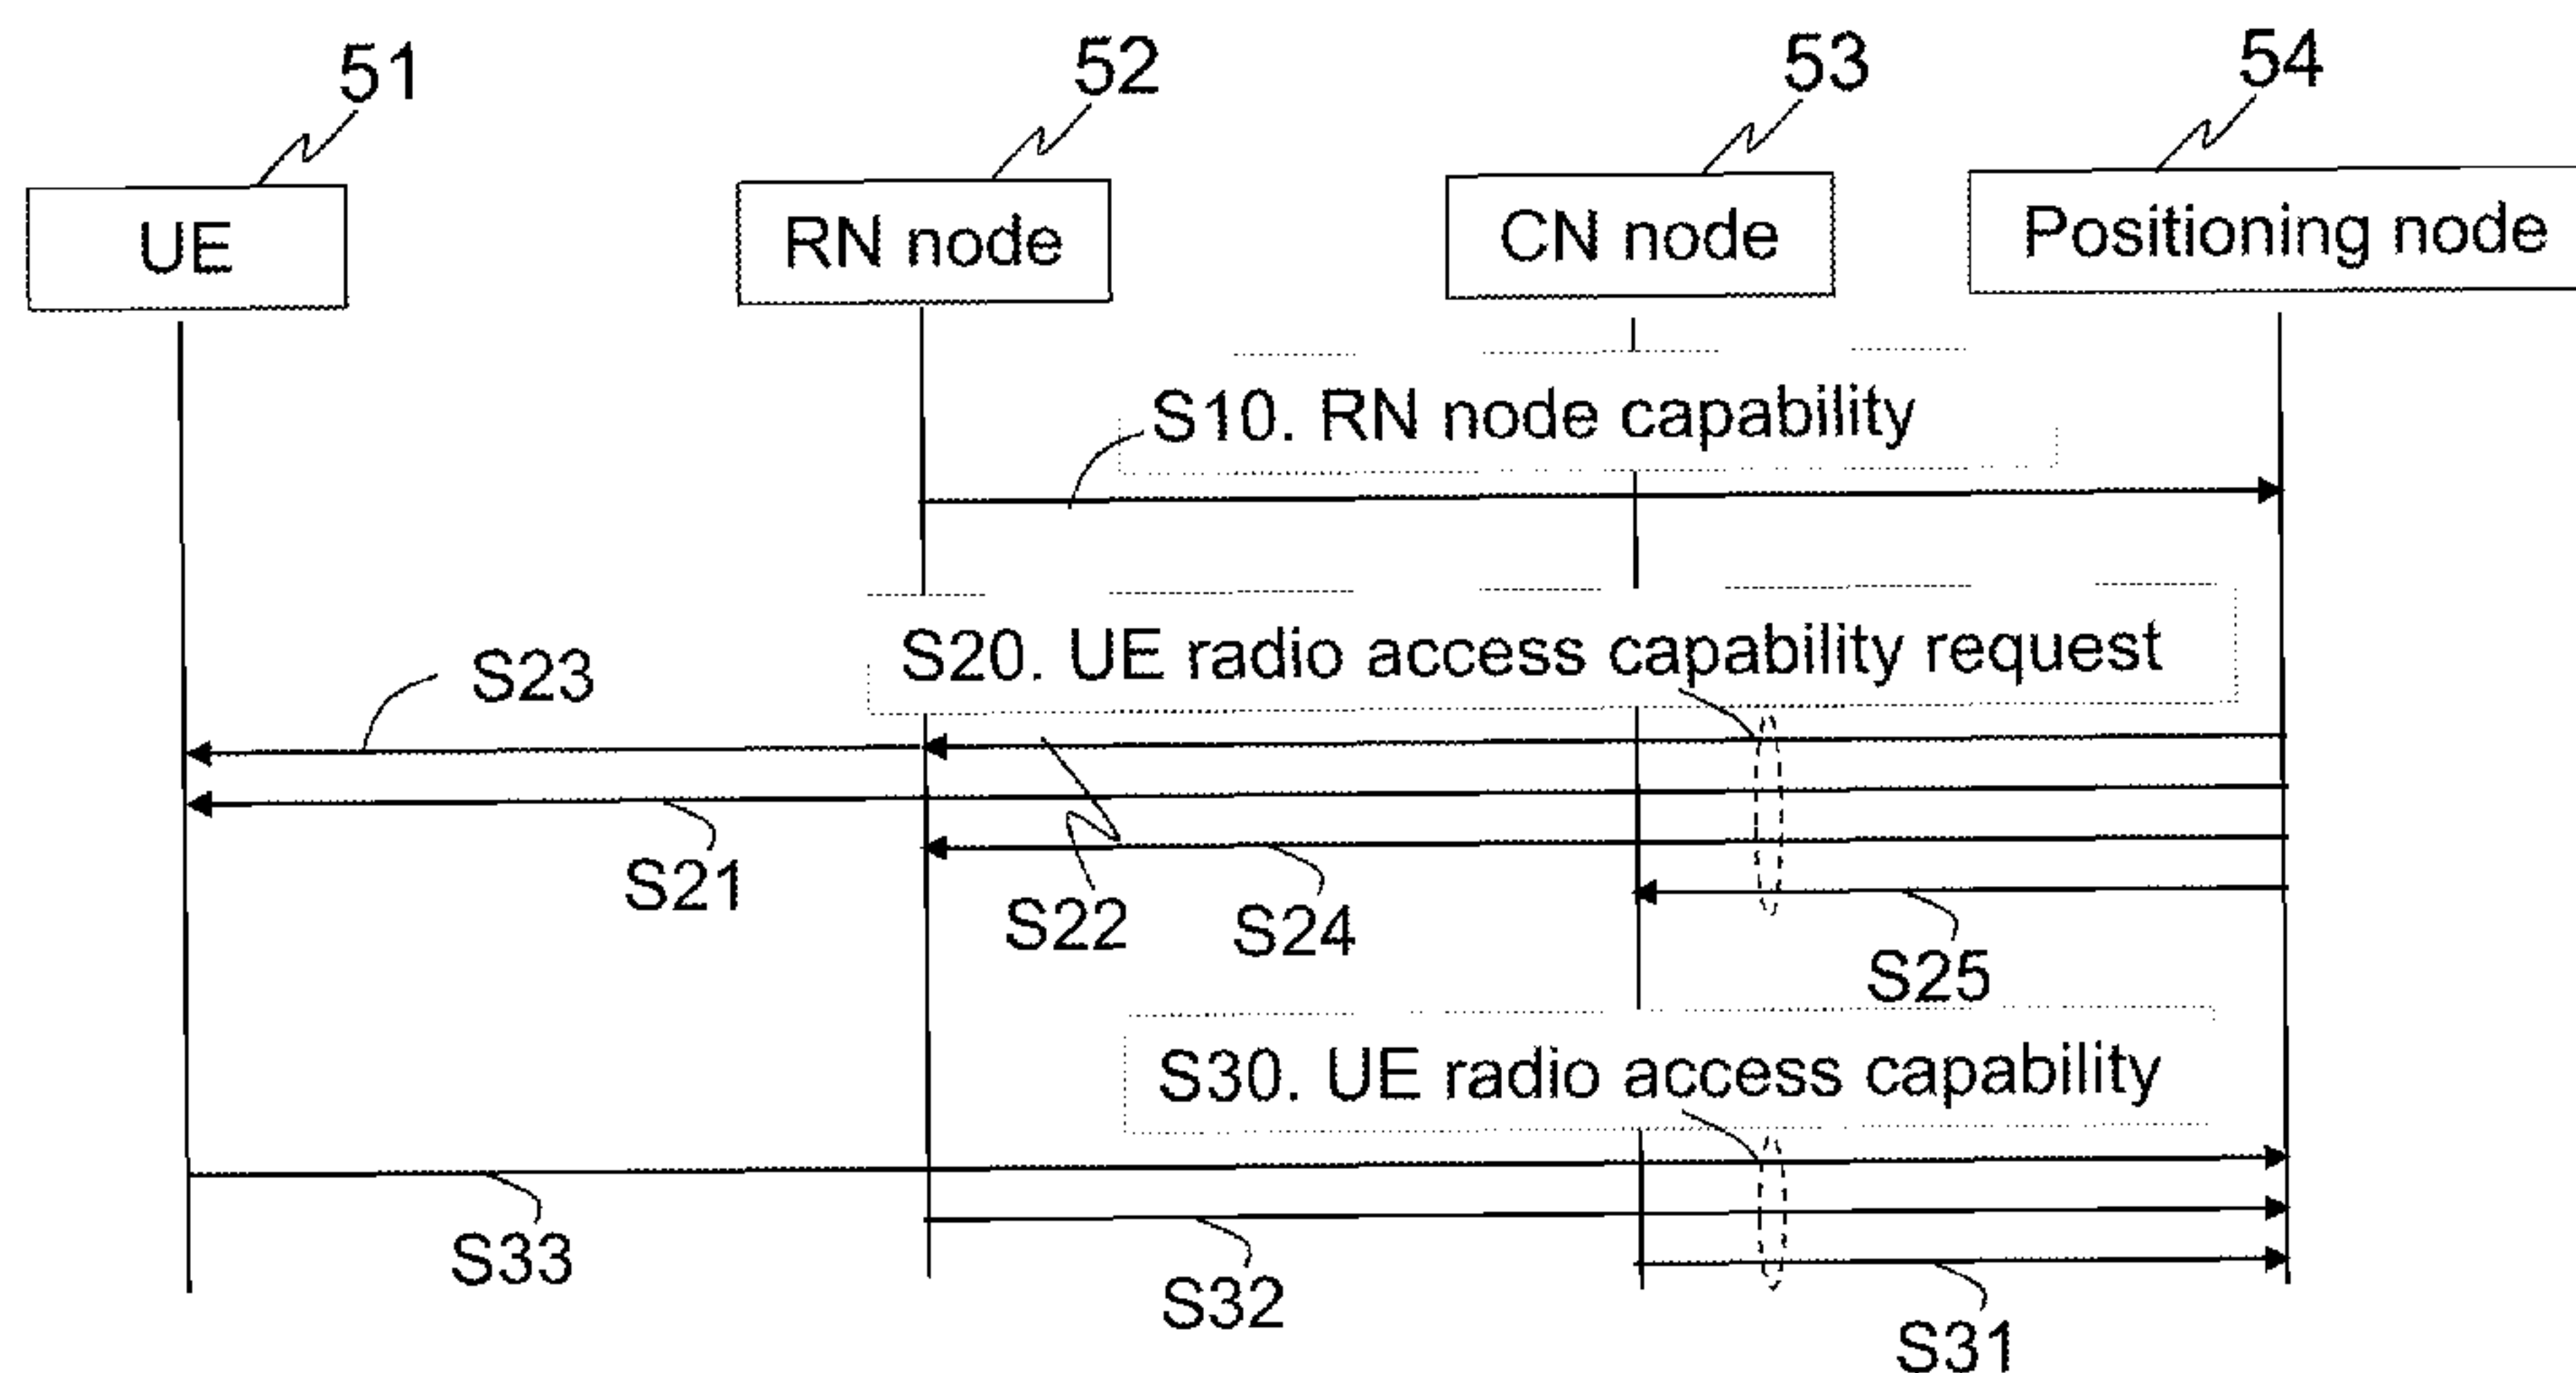 51
52
53
54
UE
RN node
CN node
Positioning node
S10. RN node capability
S20. UE radio access capability request
S23
S21
S22
S24
S25
S30. UE radio access capability
S33
S32
S31